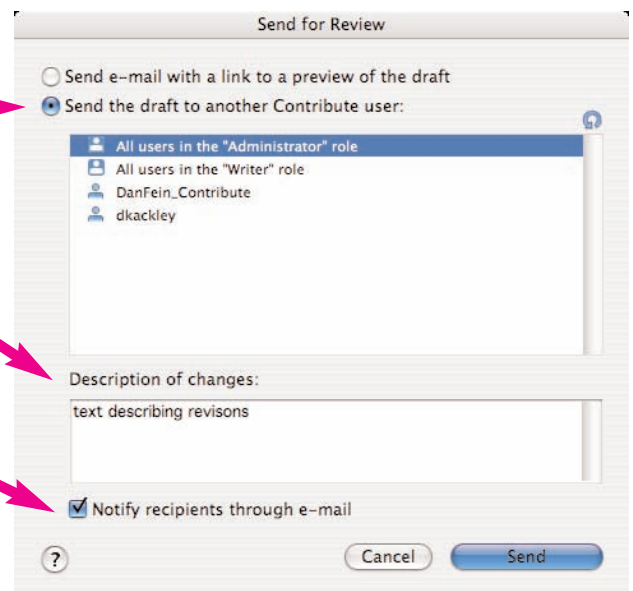 Send for Review
Send e-mail with a link to a preview of the draft
Send the draft to another Contribute user:
All users in the "Administrator" role
All users in the "Writer" role
DanFein_Contribute
dkackley
Description of changes:
text describing revisons
Notify recipients through e-mail
?
Cancel
Send